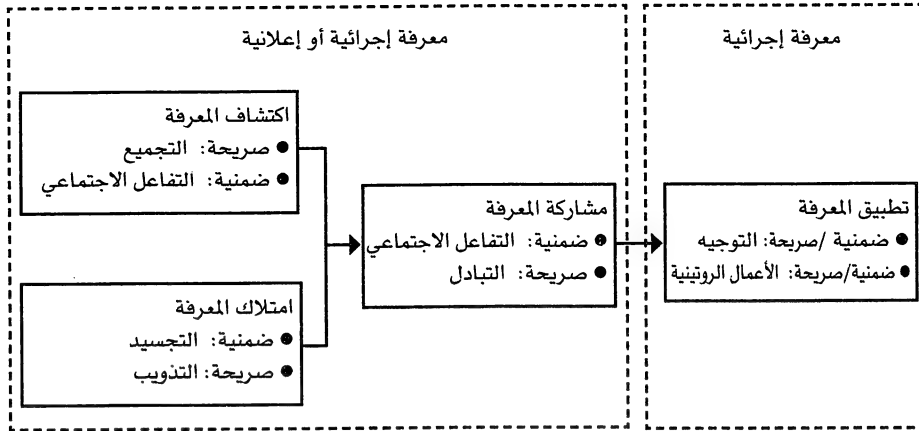 معرفة إجرائية أو إعلانية
معرفة إجرائية
اكتشاف المعرفة
● صريحة: التجميع
● ضمنية: التفاعل الاجتماعي
امتلاك المعرفة
● ضمنية: التجسيد
● صريحة: التذويب
مشاركة المعرفة
● ضمنية: التفاعل الاجتماعي
● صريحة: التبادل
تطبيق المعرفة
● ضمنية /صريحة: التوجيه
● ضمنية/صريحة: الأعمال الروتينية